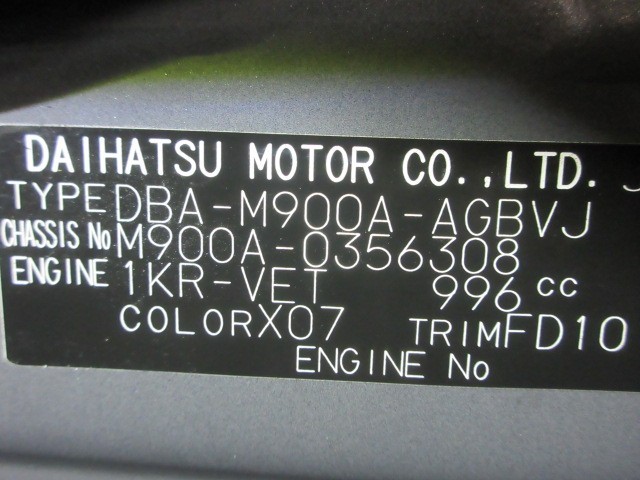 DAIHATSU MOTOR CO.,LTD. J
TYPE DBA-M900A-AGBVJ
CHASSIS No M900A-0356308
ENGINE 1KR-VET 996 cc
COLOR X07 TRIM FD10
ENGINE No